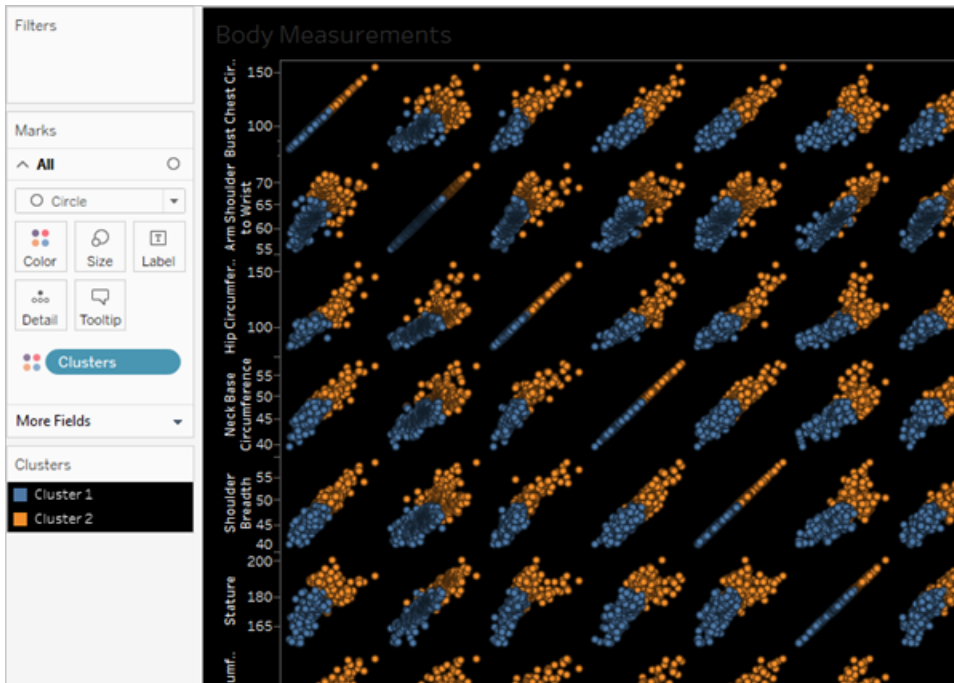 Filters
Marks
All
Circle
Color
Size
Label
Detail
Tooltip
Clusters
More Fields
Clusters
Cluster 1
Cluster 2
Body Measurements
Bust Chest Cir..
150
100
Arm Shoulder
to Wrist
70
65
60
55
Hip Circumfer..
150
100
Neck Base
Circumference
55
50
45
40
Shoulder
Breadth
55
50
45
40
Stature
200
180
165
umf..